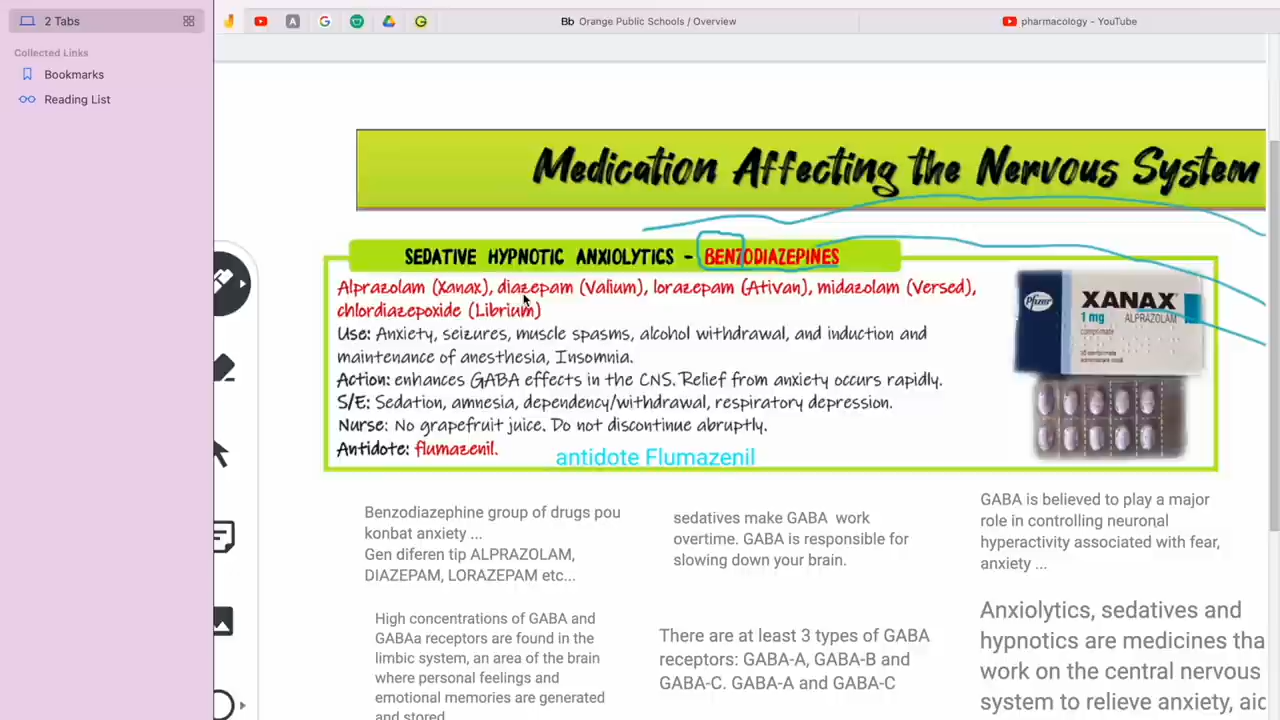 2 Tabs
Orange Public Schools / Overview
pharmacology - YouTube
Collected Links
Bookmarks
Reading List
Medication Affecting the Nervous System
SEDATIVE HYPNOTIC ANXIOLYTICS - BENZODIAZEPINES
Alprazolam (Xanax), diazepam (Valium), lorazepam (Ativan), midazolam (Versed),
chlordiazepoxide (Librium)
Use: Anxiety, seizures, muscle spasms, alcohol withdrawal, and induction and
maintenance of anesthesia, Insomnia.
Action: enhances GABA effects in the CNS. Relief from anxiety occurs rapidly.
S/E: Sedation, amnesia, dependency/withdrawal, respiratory depression.
Nurse: No grapefruit juice. Do not discontinue abruptly.
Antidote: flumazenil.
antidote Flumazenil
Pfizer
XANAX
1 mg ALPRAZOLAM
Benzodiazephine group of drugs pou
konbat anxiety ...
Gen diferen tip ALPRAZOLAM,
DIAZEPAM, LORAZEPAM etc...
sedatives make GABA work
overtime. GABA is responsible for
slowing down your brain.
GABA is believed to play a major
role in controlling neuronal
hyperactivity associated with fear,
anxiety ...
High concentrations of GABA and
GABAa receptors are found in the
limbic system, an area of the brain
where personal feelings and
emotional memories are generated
and stored
There are at least 3 types of GABA
receptors: GABA-A, GABA-B and
GABA-C. GABA-A and GABA-C
Anxiolytics, sedatives and
hypnotics are medicines tha
work on the central nervous
system to relieve anxiety, aid